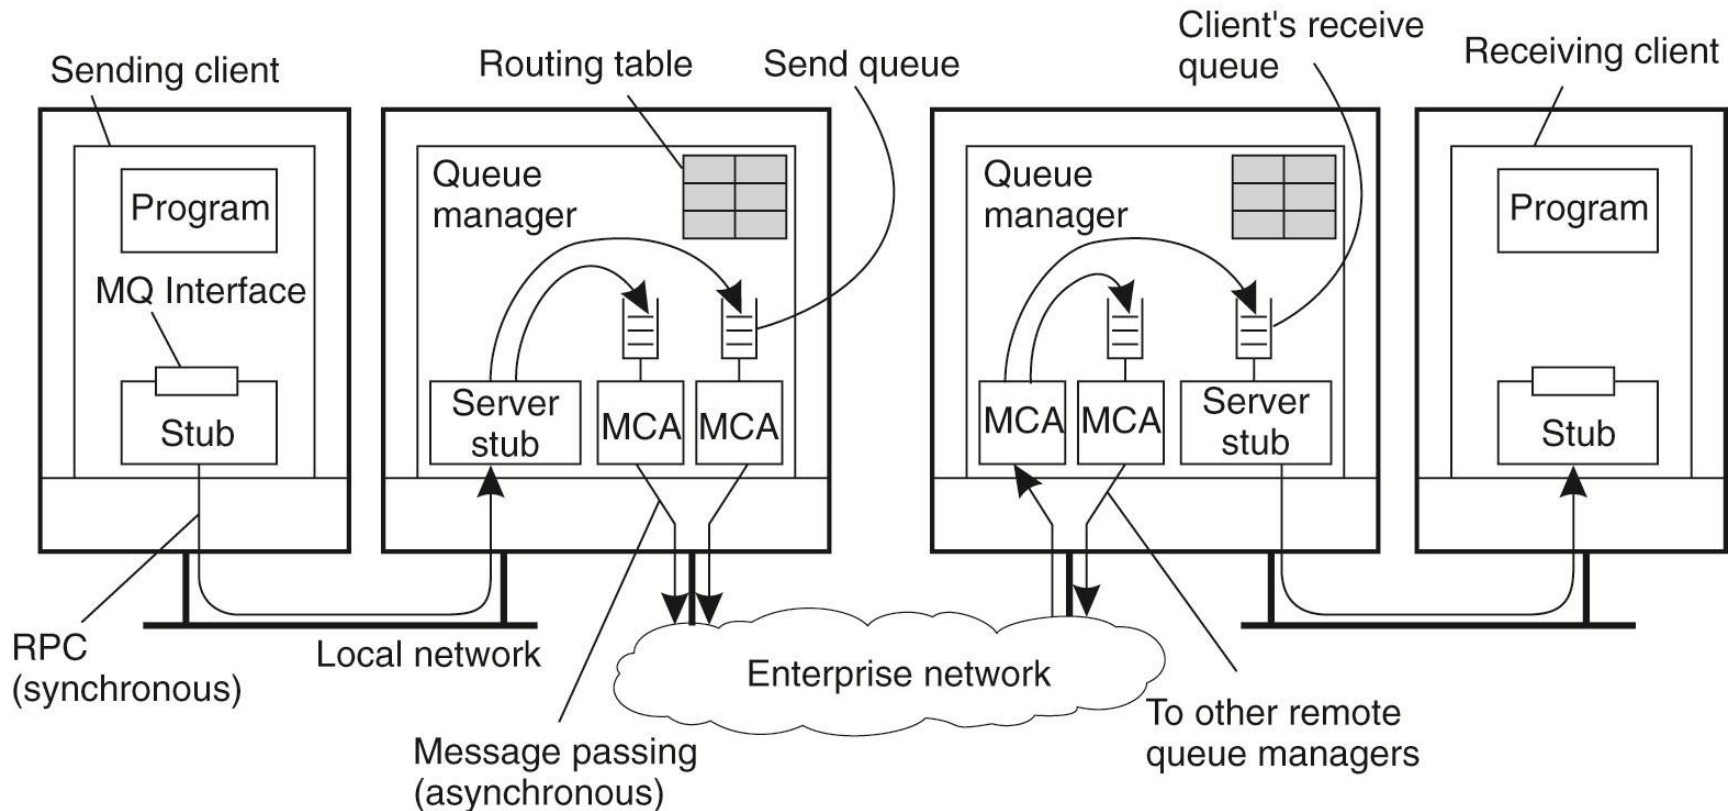 Sending client
Routing table
Send queue
Client's receive
queue
Receiving client
Program
MQ Interface
Stub
Queue
manager
Server
stub
MCA
MCA
Queue
manager
MCA
MCA
Server
stub
Program
Stub
RPC
(synchronous)
Local network
Enterprise network
Message passing
(asynchronous)
To other remote
queue managers